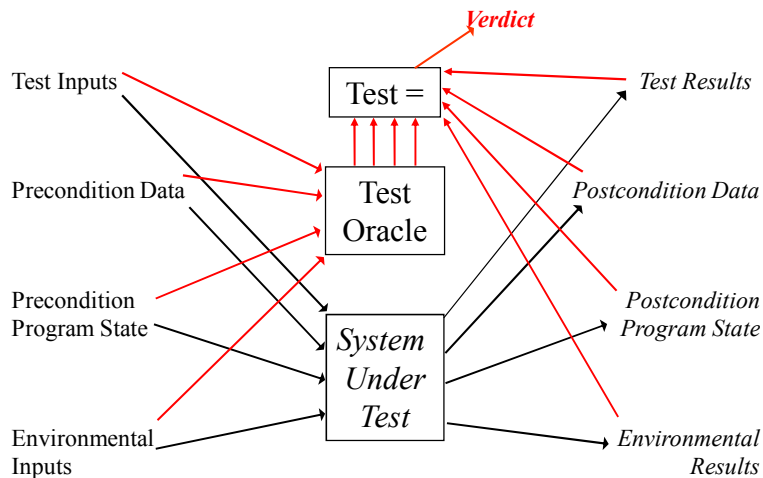 Verdict
Test Inputs
Test =
Test Results
Precondition Data
Test
Oracle
Postcondition Data
Precondition
Program State
System
Under
Test
Postcondition
Program State
Environmental
Inputs
Environmental
Results